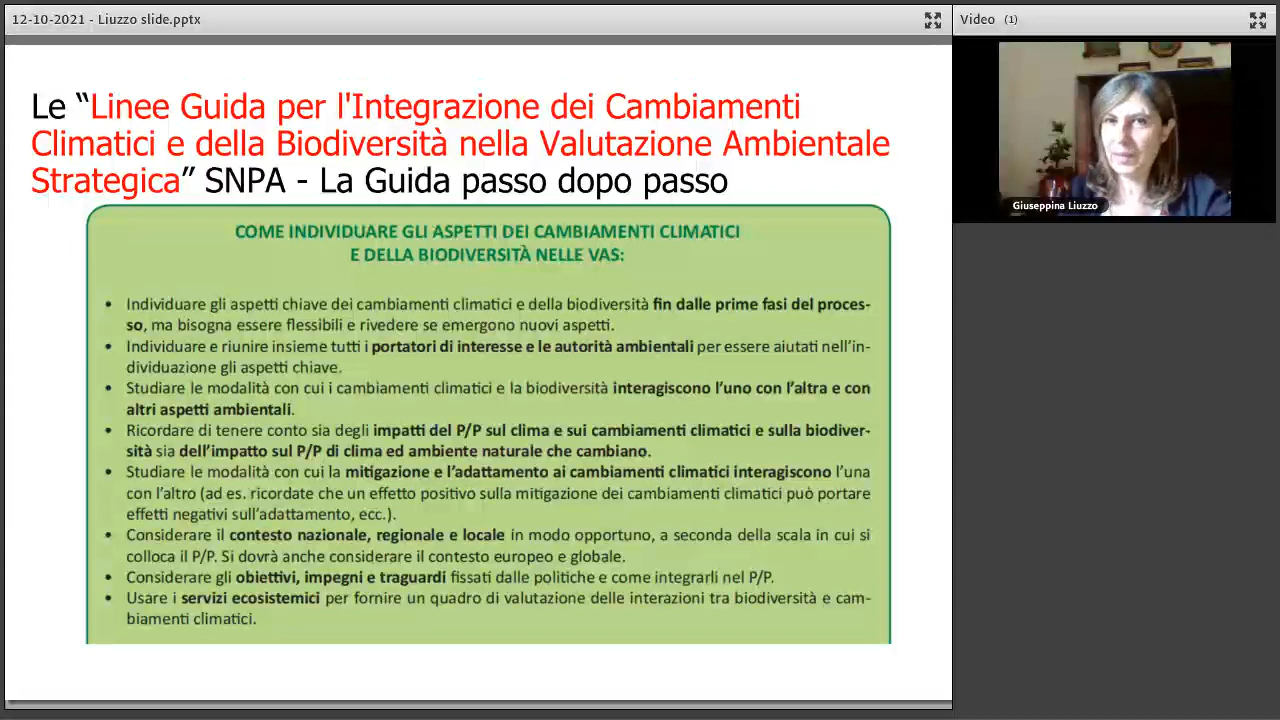 12-10-2021 - Liuzzo slide.pptx
Video (1)
Le “Linee Guida per l'Integrazione dei Cambiamenti
Climatici e della Biodiversità nella Valutazione Ambientale
Strategica” SNPA - La Guida passo dopo passo
COME INDIVIDUARE GLI ASPETTI DEI CAMBIAMENTI CLIMATICI
E DELLA BIODIVERSITÀ NELLE VAS:
• Individuare gli aspetti chiave dei cambiamenti climatici e della biodiversità fin dalle prime fasi del proces-
so, ma bisogna essere flessibili e rivedere se emergono nuovi aspetti.
• Individuare e riunire insieme tutti i portatori di interesse e le autorità ambientali per essere aiutati nell’in-
dividuazione gli aspetti chiave.
• Studiare le modalità con cui i cambiamenti climatici e la biodiversità interagiscono l’uno con l’altra e con
altri aspetti ambientali.
• Ricordare di tenere conto sia degli impatti del P/P sul clima e sui cambiamenti climatici e sulla biodiver-
sità sia dell’impatto sul P/P di clima ed ambiente naturale che cambiano.
• Studiare le modalità con cui la mitigazione e l’adattamento ai cambiamenti climatici interagiscono l’una
con l’altro (ad es. ricordate che un effetto positivo sulla mitigazione dei cambiamenti climatici può portare
effetti negativi sull’adattamento, ecc.).
• Considerare il contesto nazionale, regionale e locale in modo opportuno, a seconda della scala in cui si
colloca il P/P. Si dovrà anche considerare il contesto europeo e globale.
• Considerare gli obiettivi, impegni e traguardi fissati dalle politiche e come integrarli nel P/P.
• Usare i servizi ecosistemici per fornire un quadro di valutazione delle interazioni tra biodiversità e cam-
biamenti climatici.
Giuseppina Liuzzo